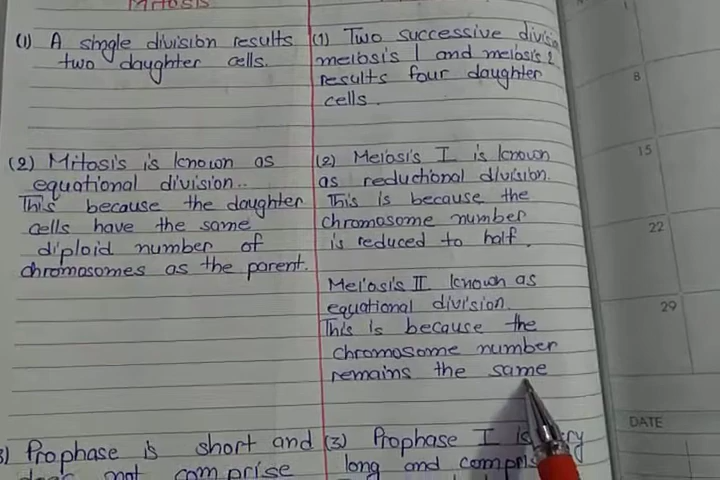 Mitosis
(1) A single division results
two daughter cells.
(1) Two successive division
meiosis 1 and meiosis 2
results four daughter
cells.
(2) Mitosis is known as
equational division..
This because the daughter
cells have the same
diploid number of
chromosomes as the parent.
(2) Meiosis I is known
as reductional division.
This is because the
chromosome number
is reduced to half.
Meiosis II known as
equational division.
This is because the
chromosome number
remains the same
3) Prophase is short and
does not comprise
(3) Prophase I is
long and
8
15
22
29
DATE